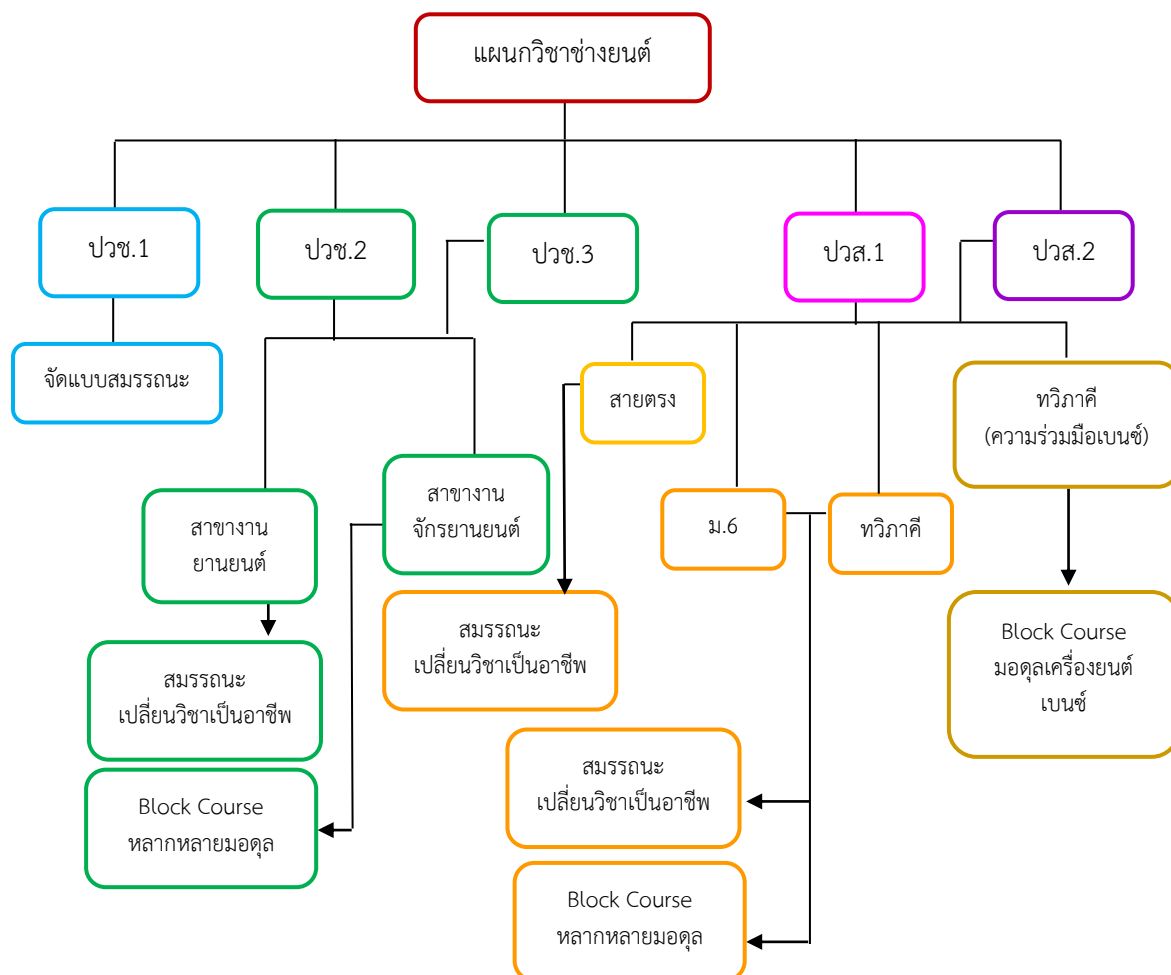 แผนกวิชาช่างยนต์
ปวช.1
ปวช.2
ปวช.3
ปวส.1
ปวส.2
จัดแบบสมรรถนะ
สายตรง
ทวิภาคี
(ความร่วมมือเบนซ์)
สาขางาน
ยานยนต์
สาขางาน
จักรยานยนต์
ม.6
ทวิภาคี
สมรรถนะ
เปลี่ยนวิชาเป็นอาชีพ
สมรรถนะ
เปลี่ยนวิชาเป็นอาชีพ
Block Course
มอดุลเครื่องยนต์
เบนซ์
Block Course
หลากหลายมอดุล
สมรรถนะ
เปลี่ยนวิชาเป็นอาชีพ
Block Course
หลากหลายมอดุล